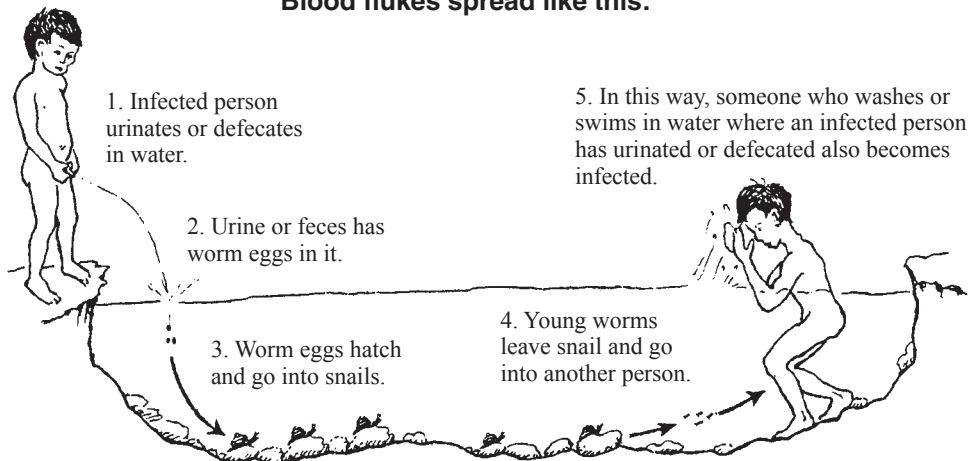 Blood flukes spread like this:
1. Infected person
urinates or defecates
in water.
2. Urine or feces has
worm eggs in it.
3. Worm eggs hatch
and go into snails.
4. Young worms
leave snail and go
into another person.
5. In this way, someone who washes or
swims in water where an infected person
has urinated or defecated also becomes
infected.